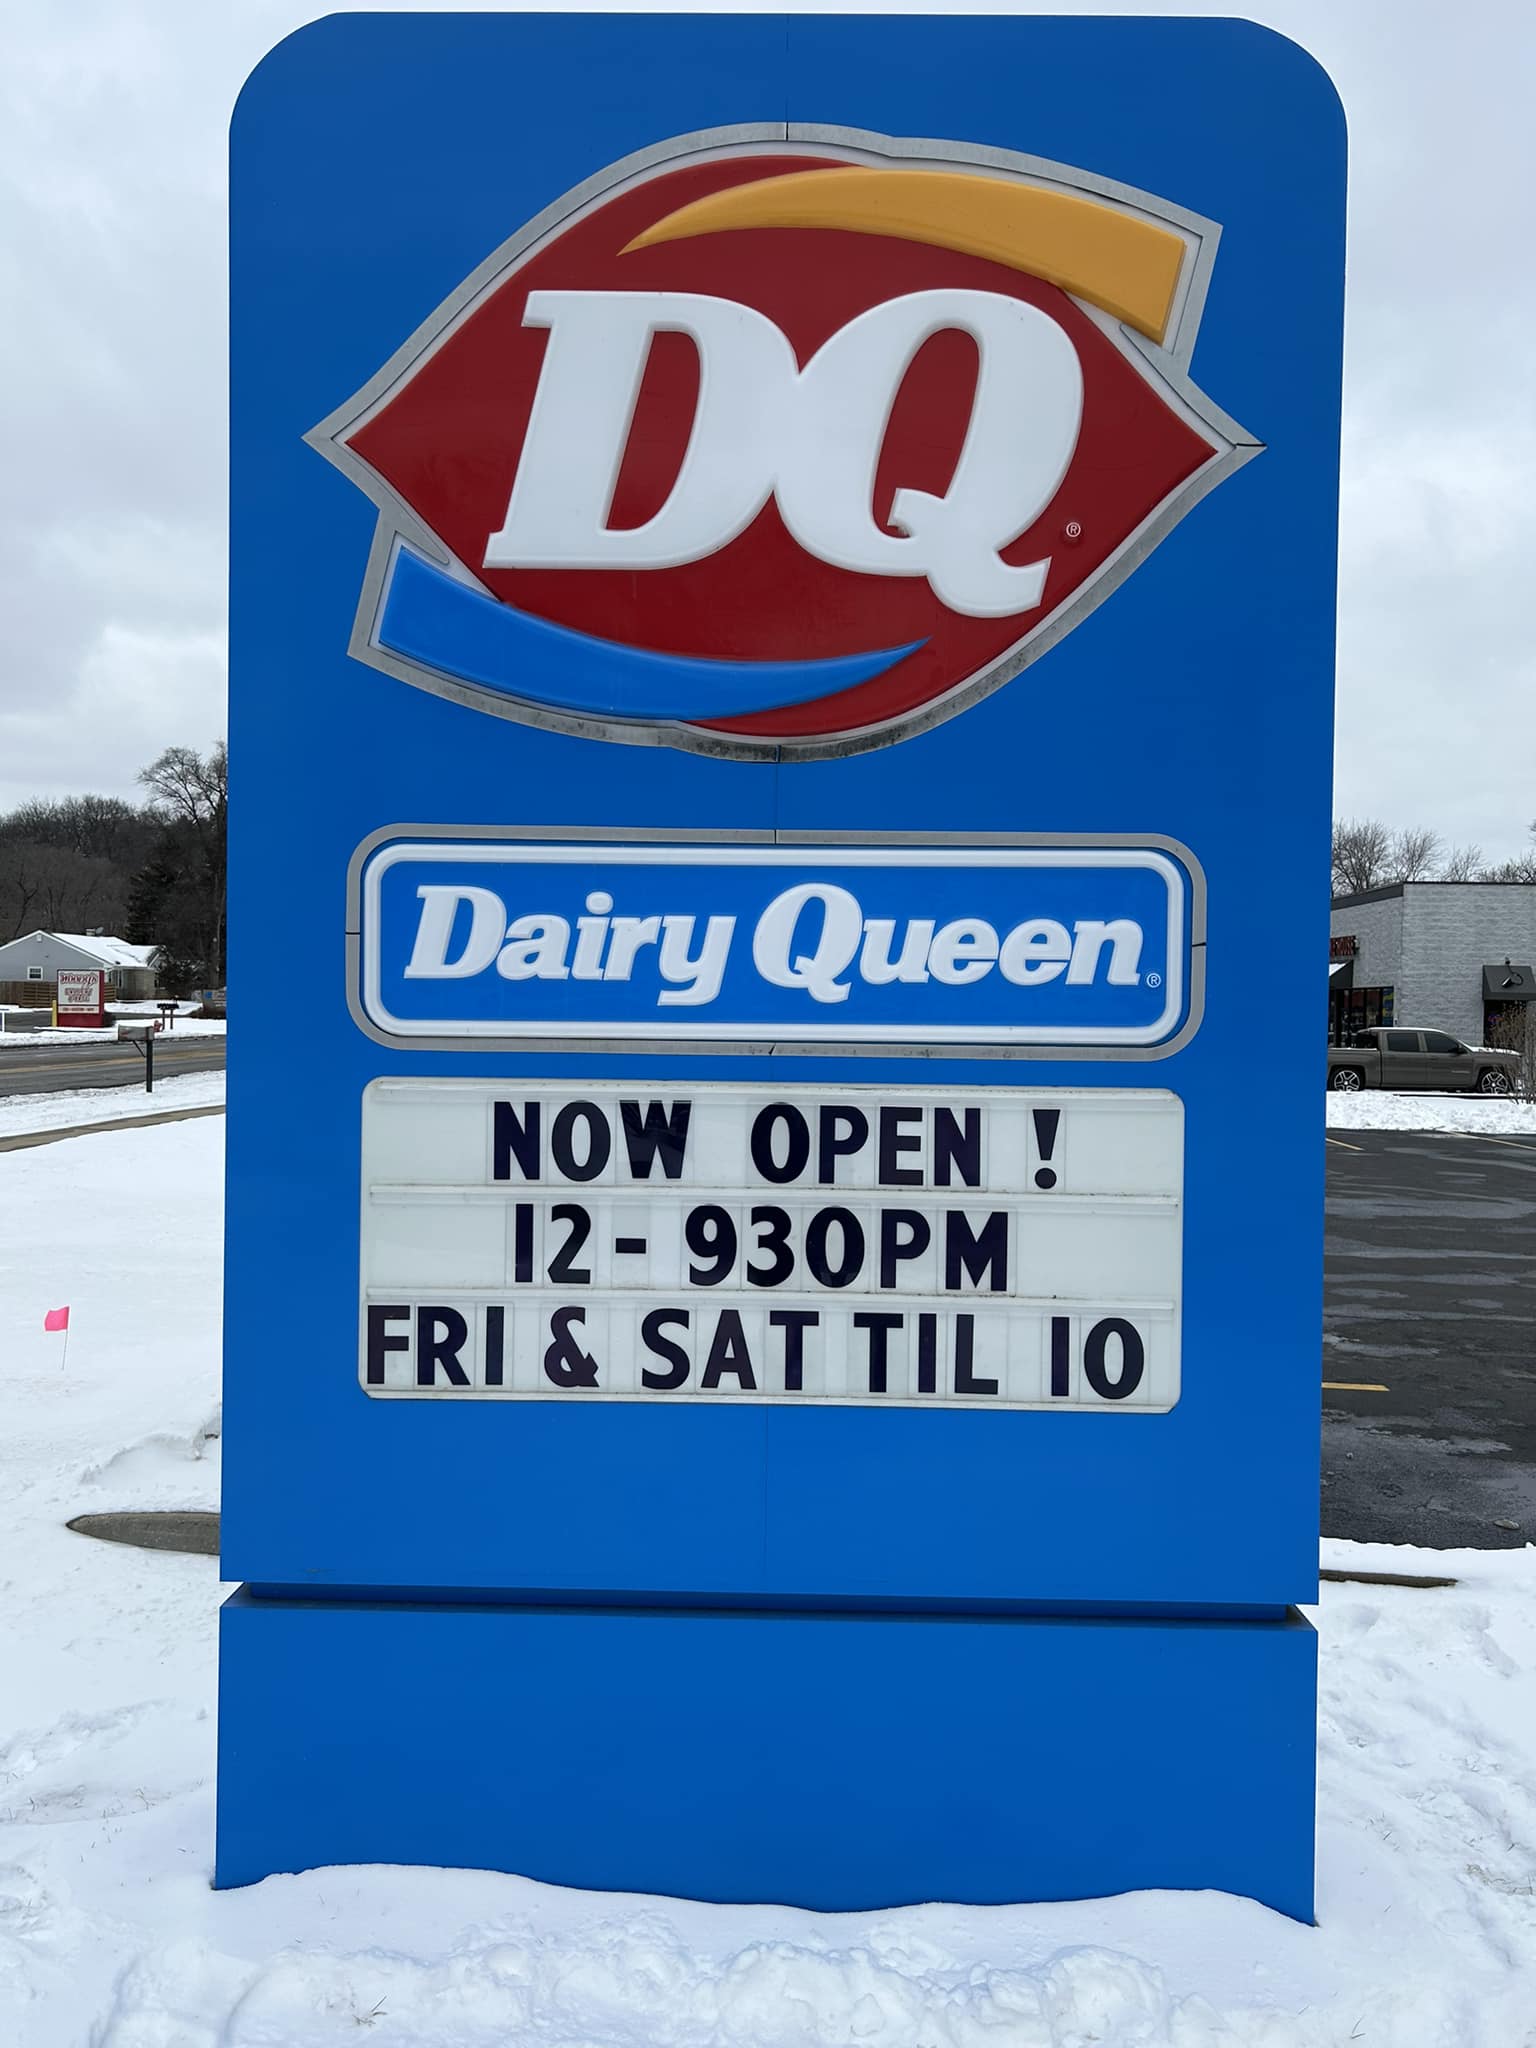 DQ®
Dairy Queen®
NOW OPEN !
12 - 930PM
FRI & SAT TIL 10